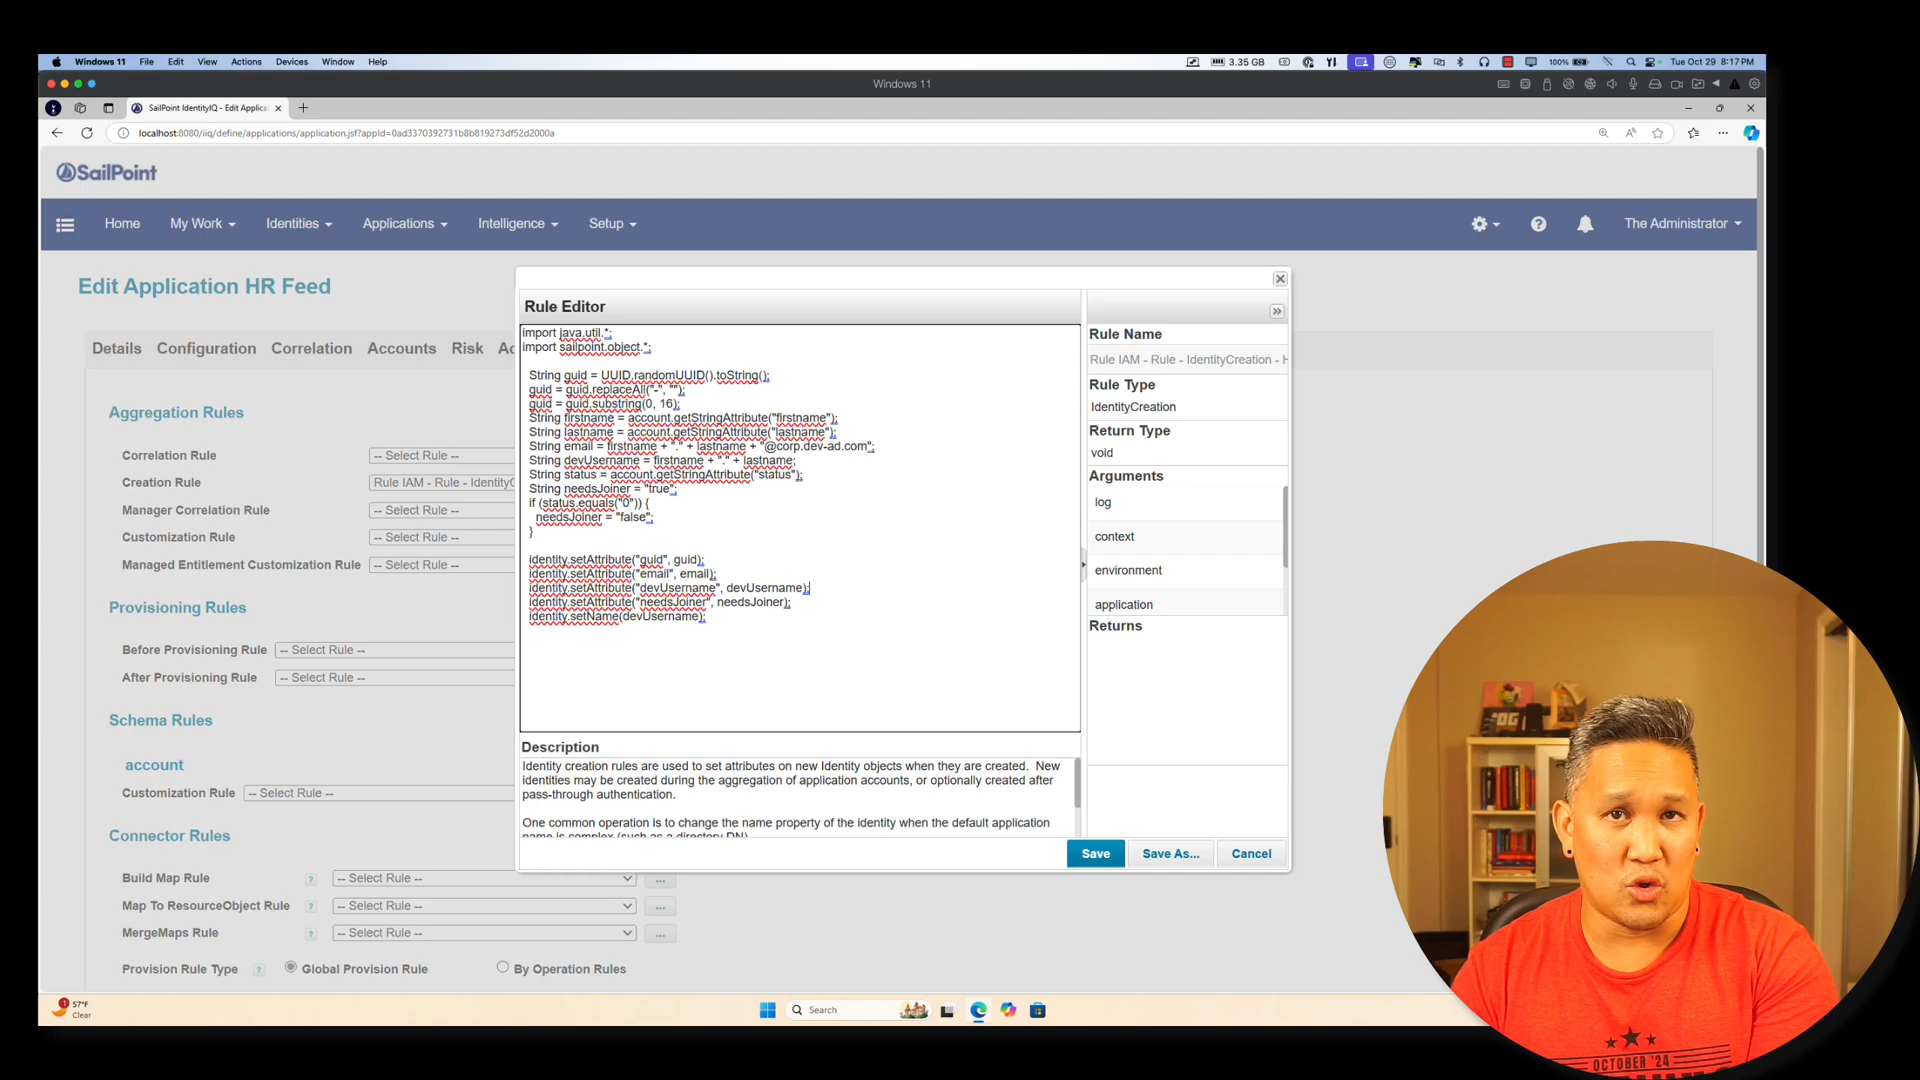 Windows 11 File Edit View Actions Devices Window Help 3.35 GB 100% Tue Oct 29 8:17 PM
Windows 11
SailPoint IdentityIQ - Edit Applica
localhost:8080/iiq/define/applications/application.jsf?appId=0ad3370392731b8b819273df52d2000a
SailPoint
Home My Work Identities Applications Intelligence Setup The Administrator
Edit Application HR Feed
Details Configuration Correlation Accounts Risk Ac
Aggregation Rules
Correlation Rule -- Select Rule --
Creation Rule Rule IAM - Rule - IdentityC
Manager Correlation Rule -- Select Rule --
Customization Rule -- Select Rule --
Managed Entitlement Customization Rule -- Select Rule --
Provisioning Rules
Before Provisioning Rule -- Select Rule --
After Provisioning Rule -- Select Rule --
Schema Rules
account
Customization Rule -- Select Rule --
Connector Rules
Build Map Rule ? -- Select Rule -- ...
Map To ResourceObject Rule ? -- Select Rule -- ...
MergeMaps Rule ? -- Select Rule -- ...
Provision Rule Type ? Global Provision Rule By Operation Rules
Rule Editor
import java.util.*;
import sailpoint.object.*;
String guid = UUID.randomUUID().toString();
guid = guid.replaceAll("-", "");
guid = guid.substring(0, 16);
String firstname = account.getStringAttribute("firstname");
String lastname = account.getStringAttribute("lastname");
String email = firstname + "." + lastname + "@corp.dev-ad.com";
String devUsername = firstname + "." + lastname;
String status = account.getStringAttribute("status");
String needsJoiner = "true";
if (status.equals("0")) {
needsJoiner = "false";
}
identity.setAttribute("guid", guid);
identity.setAttribute("email", email);
identity.setAttribute("devUsername", devUsername);
identity.setAttribute("needsJoiner", needsJoiner);
identity.setName(devUsername);
Description
Identity creation rules are used to set attributes on new Identity objects when they are created. New
identities may be created during the aggregation of application accounts, or optionally created after
pass-through authentication.
One common operation is to change the name property of the identity when the default application
name is complex (such as a directory DN)
Rule Name
Rule IAM - Rule - IdentityCreation - H
Rule Type
IdentityCreation
Return Type
void
Arguments
log
context
environment
application
Returns
Save Save As... Cancel
1 57°F
Clear
Search
OCTOBER '24